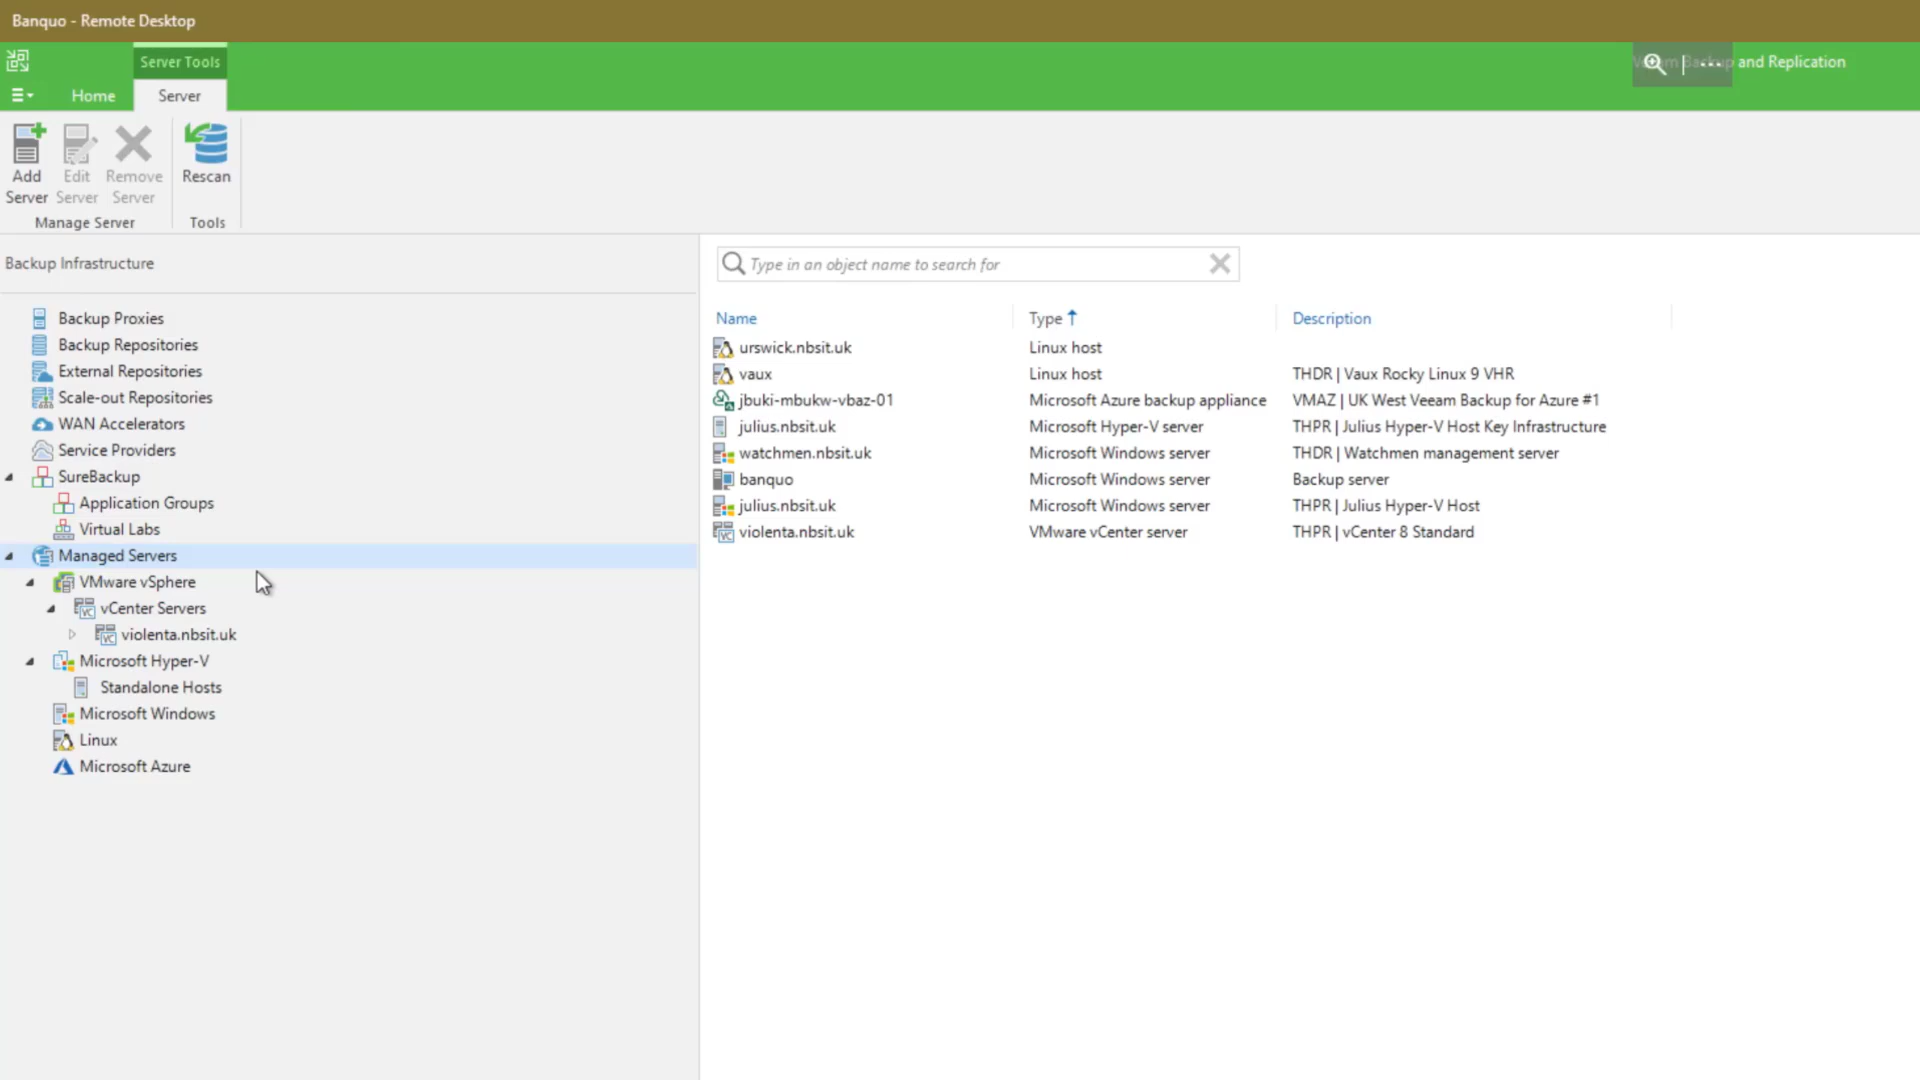 Banquo - Remote Desktop
Server Tools
and Replication
Home
Server
Add Server
Edit Server
Remove Server
Rescan
Manage Server
Tools
Backup Infrastructure
Type in an object name to search for
Backup Proxies
Backup Repositories
External Repositories
Scale-out Repositories
WAN Accelerators
Service Providers
SureBackup
Application Groups
Virtual Labs
Managed Servers
VMware vSphere
vCenter Servers
violenta.nbsit.uk
Microsoft Hyper-V
Standalone Hosts
Microsoft Windows
Linux
Microsoft Azure
Name Type Description
urswick.nbsit.uk Linux host
vaux Linux host THDR | Vaux Rocky Linux 9 VHR
jbuki-mbukw-vbaz-01 Microsoft Azure backup appliance VMAZ | UK West Veeam Backup for Azure #1
julius.nbsit.uk Microsoft Hyper-V server THPR | Julius Hyper-V Host Key Infrastructure
watchmen.nbsit.uk Microsoft Windows server THDR | Watchmen management server
banquo Microsoft Windows server Backup server
julius.nbsit.uk Microsoft Windows server THPR | Julius Hyper-V Host
violenta.nbsit.uk VMware vCenter server THPR | vCenter 8 Standard